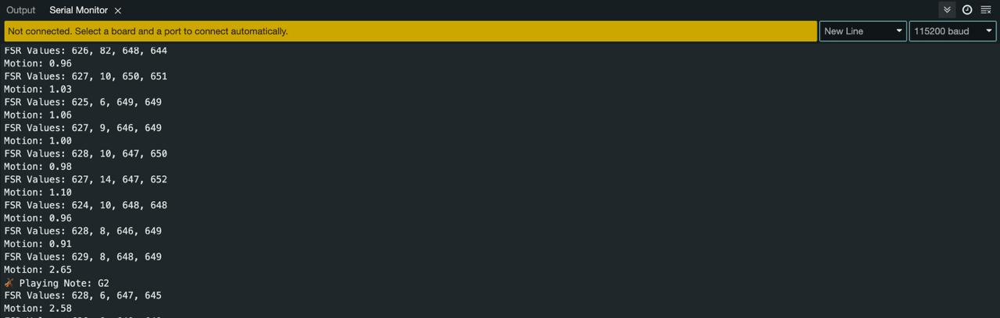 Output Serial Monitor
Not connected. Select a board and a port to connect automatically. New Line 115200 baud
FSR Values: 626, 82, 648, 644
Motion: 0.96
FSR Values: 627, 10, 650, 651
Motion: 1.03
FSR Values: 625, 6, 649, 649
Motion: 1.06
FSR Values: 627, 9, 646, 649
Motion: 1.00
FSR Values: 628, 10, 647, 650
Motion: 0.98
FSR Values: 627, 14, 647, 652
Motion: 1.10
FSR Values: 624, 10, 648, 648
Motion: 0.96
FSR Values: 628, 8, 646, 649
Motion: 0.91
FSR Values: 629, 8, 648, 649
Motion: 2.65
🎻 Playing Note: G2
FSR Values: 628, 6, 647, 645
Motion: 2.58